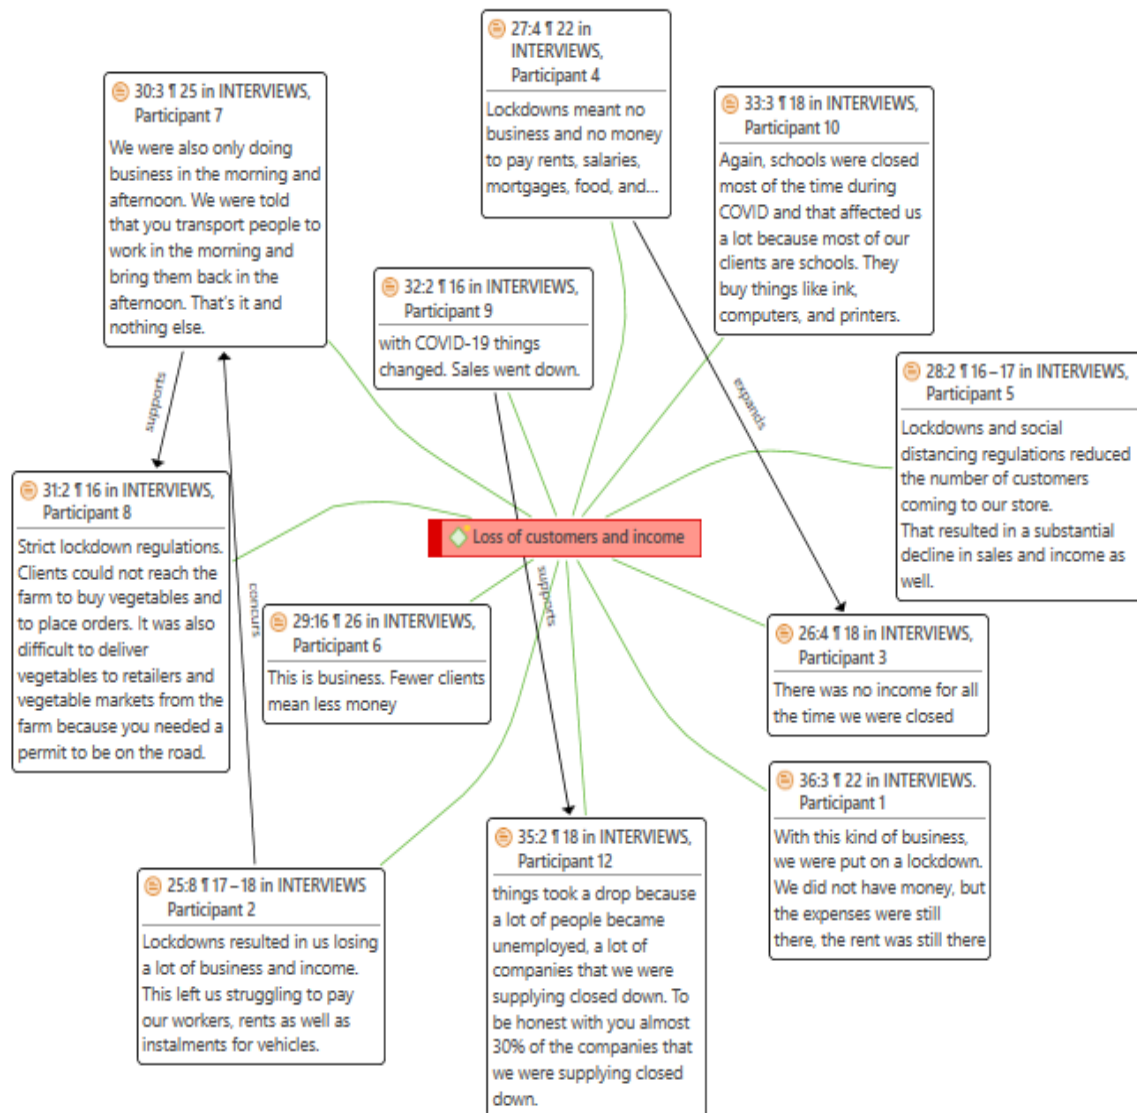 27:4 ¶ 22 in
INTERVIEWS,
Participant 4
Lockdowns meant no
business and no money
to pay rents, salaries,
mortgages, food, and...
30:3 ¶ 25 in INTERVIEWS,
Participant 7
We were also only doing
business in the morning and
afternoon. We were told
that you transport people to
work in the morning and
bring them back in the
afternoon. That's it and
nothing else.
33:3 ¶ 18 in INTERVIEWS,
Participant 10
Again, schools were closed
most of the time during
COVID and that affected us
a lot because most of our
clients are schools. They
buy things like ink,
computers, and printers.
32:2 ¶ 16 in INTERVIEWS,
Participant 9
with COVID-19 things
changed. Sales went down.
28:2 ¶ 16 – 17 in INTERVIEWS,
Participant 5
Lockdowns and social
distancing regulations reduced
the number of customers
coming to our store.
That resulted in a substantial
decline in sales and income as
well.
supports
expands
31:2 ¶ 16 in INTERVIEWS,
Participant 8
Strict lockdown regulations.
Clients could not reach the
farm to buy vegetables and
to place orders. It was also
difficult to deliver
vegetables to retailers and
vegetable markets from the
farm because you needed a
permit to be on the road.
Loss of customers and income
concurs
supports
29:16 ¶ 26 in INTERVIEWS,
Participant 6
This is business. Fewer clients
mean less money
26:4 ¶ 18 in INTERVIEWS,
Participant 3
There was no income for all
the time we were closed
36:3 ¶ 22 in INTERVIEWS.
Participant 1
With this kind of business,
we were put on a lockdown.
We did not have money, but
the expenses were still
there, the rent was still there
35:2 ¶ 18 in INTERVIEWS,
Participant 12
things took a drop because
a lot of people became
unemployed, a lot of
companies that we were
supplying closed down. To
be honest with you almost
30% of the companies that
we were supplying closed
down.
25:8 ¶ 17 – 18 in INTERVIEWS
Participant 2
Lockdowns resulted in us losing
a lot of business and income.
This left us struggling to pay
our workers, rents as well as
instalments for vehicles.